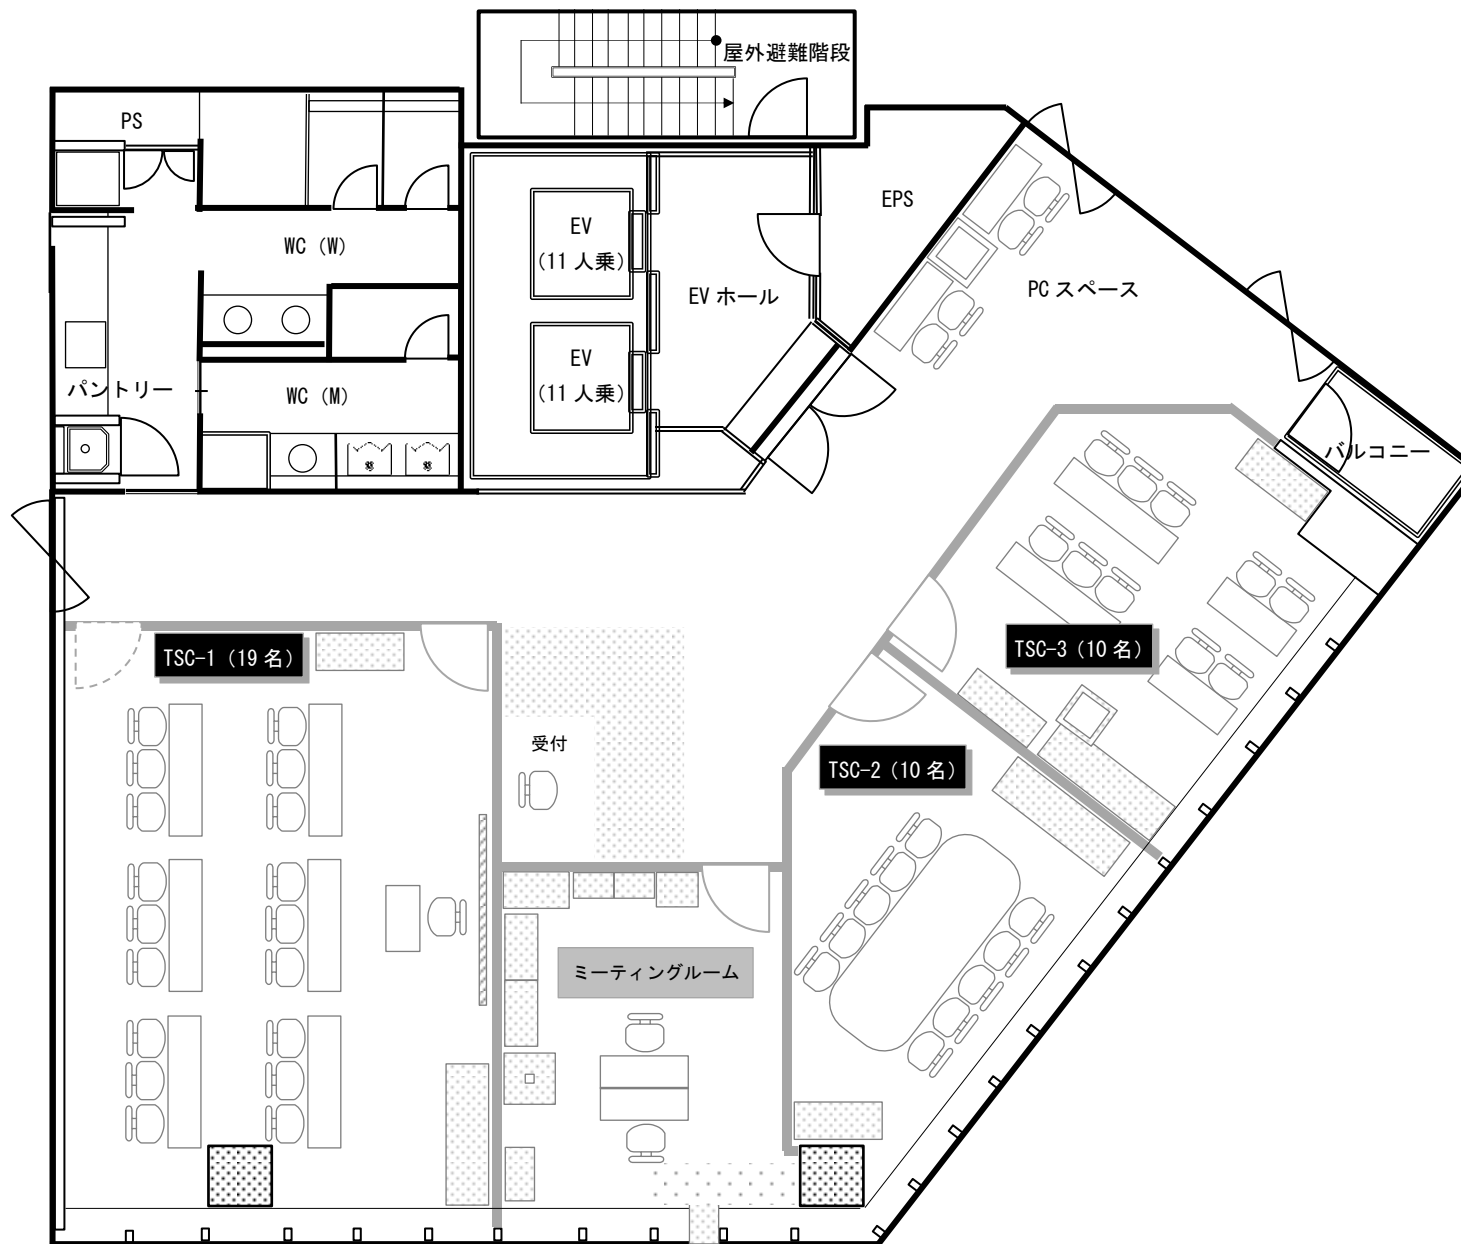 屋外避難階段
PS
EPS
WC（W）
EV
（11 人乗）
EV ホール
PC スペース
EV
（11 人乗）
パントリー
WC（M）
バルコニー
TSC-1（19 名）
TSC-3（10 名）
受付
TSC-2（10 名）
ミーティングルーム